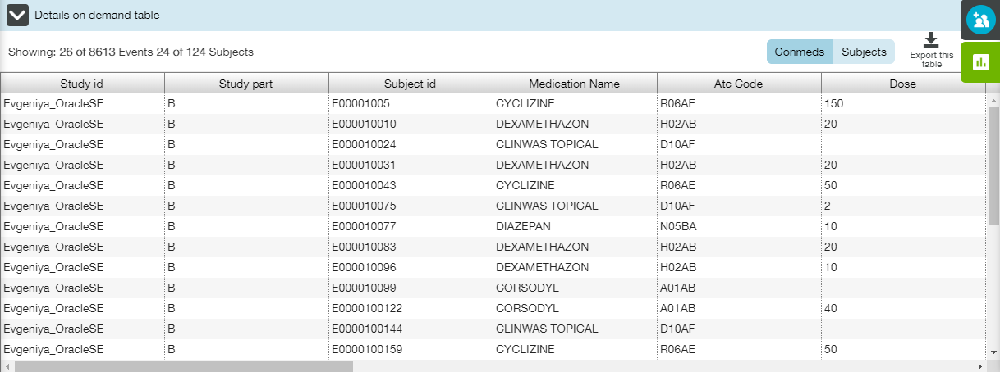 Details on demand table
Showing: 26 of 8613 Events 24 of 124 Subjects
Conmeds Subjects Export this table
Study id Study part Subject id Medication Name Atc Code Dose
Evgeniya_OracleSE B E00001005 CYCLIZINE R06AE 150
Evgeniya_OracleSE B E000010010 DEXAMETHAZON H02AB 20
Evgeniya_OracleSE B E000010024 CLINWAS TOPICAL D10AF
Evgeniya_OracleSE B E000010031 DEXAMETHAZON H02AB 20
Evgeniya_OracleSE B E000010043 CYCLIZINE R06AE 50
Evgeniya_OracleSE B E000010075 CLINWAS TOPICAL D10AF 2
Evgeniya_OracleSE B E000010077 DIAZEPAN N05BA 10
Evgeniya_OracleSE B E000010083 DEXAMETHAZON H02AB 20
Evgeniya_OracleSE B E000010096 DEXAMETHAZON H02AB 10
Evgeniya_OracleSE B E000010099 CORSODYL A01AB
Evgeniya_OracleSE B E0000100122 CORSODYL A01AB 40
Evgeniya_OracleSE B E0000100144 CLINWAS TOPICAL D10AF
Evgeniya_OracleSE B E0000100159 CYCLIZINE R06AE 50